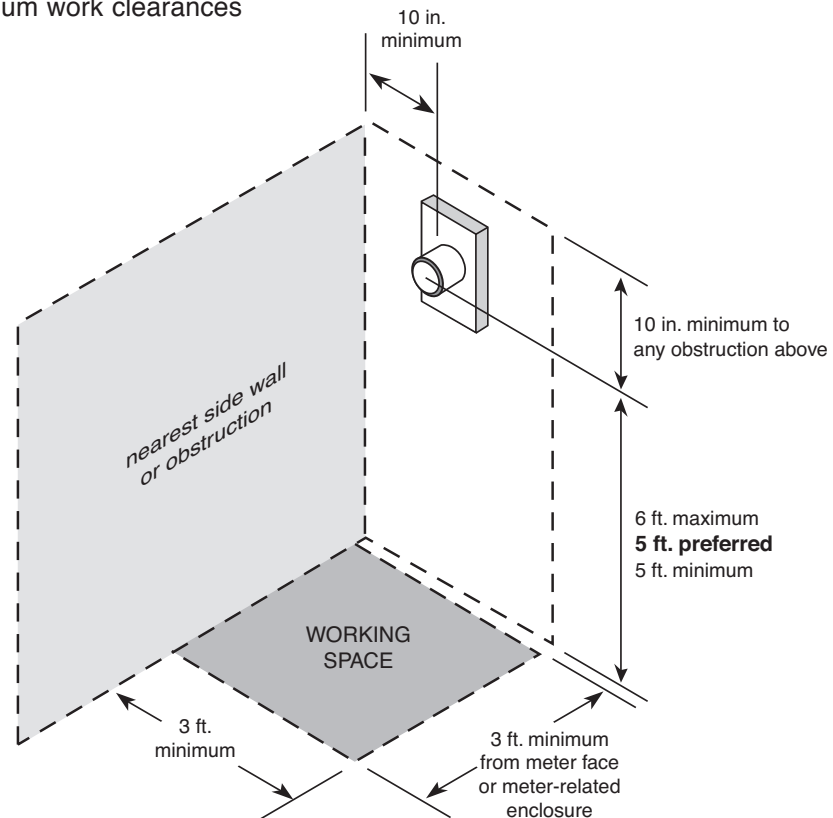 work clearances
10 in.
minimum
10 in. minimum to
any obstruction above
nearest side wall
or obstruction
6 ft. maximum
5 ft. preferred
5 ft. minimum
WORKING
SPACE
3 ft.
minimum
3 ft. minimum
from meter face
or meter-related
enclosure